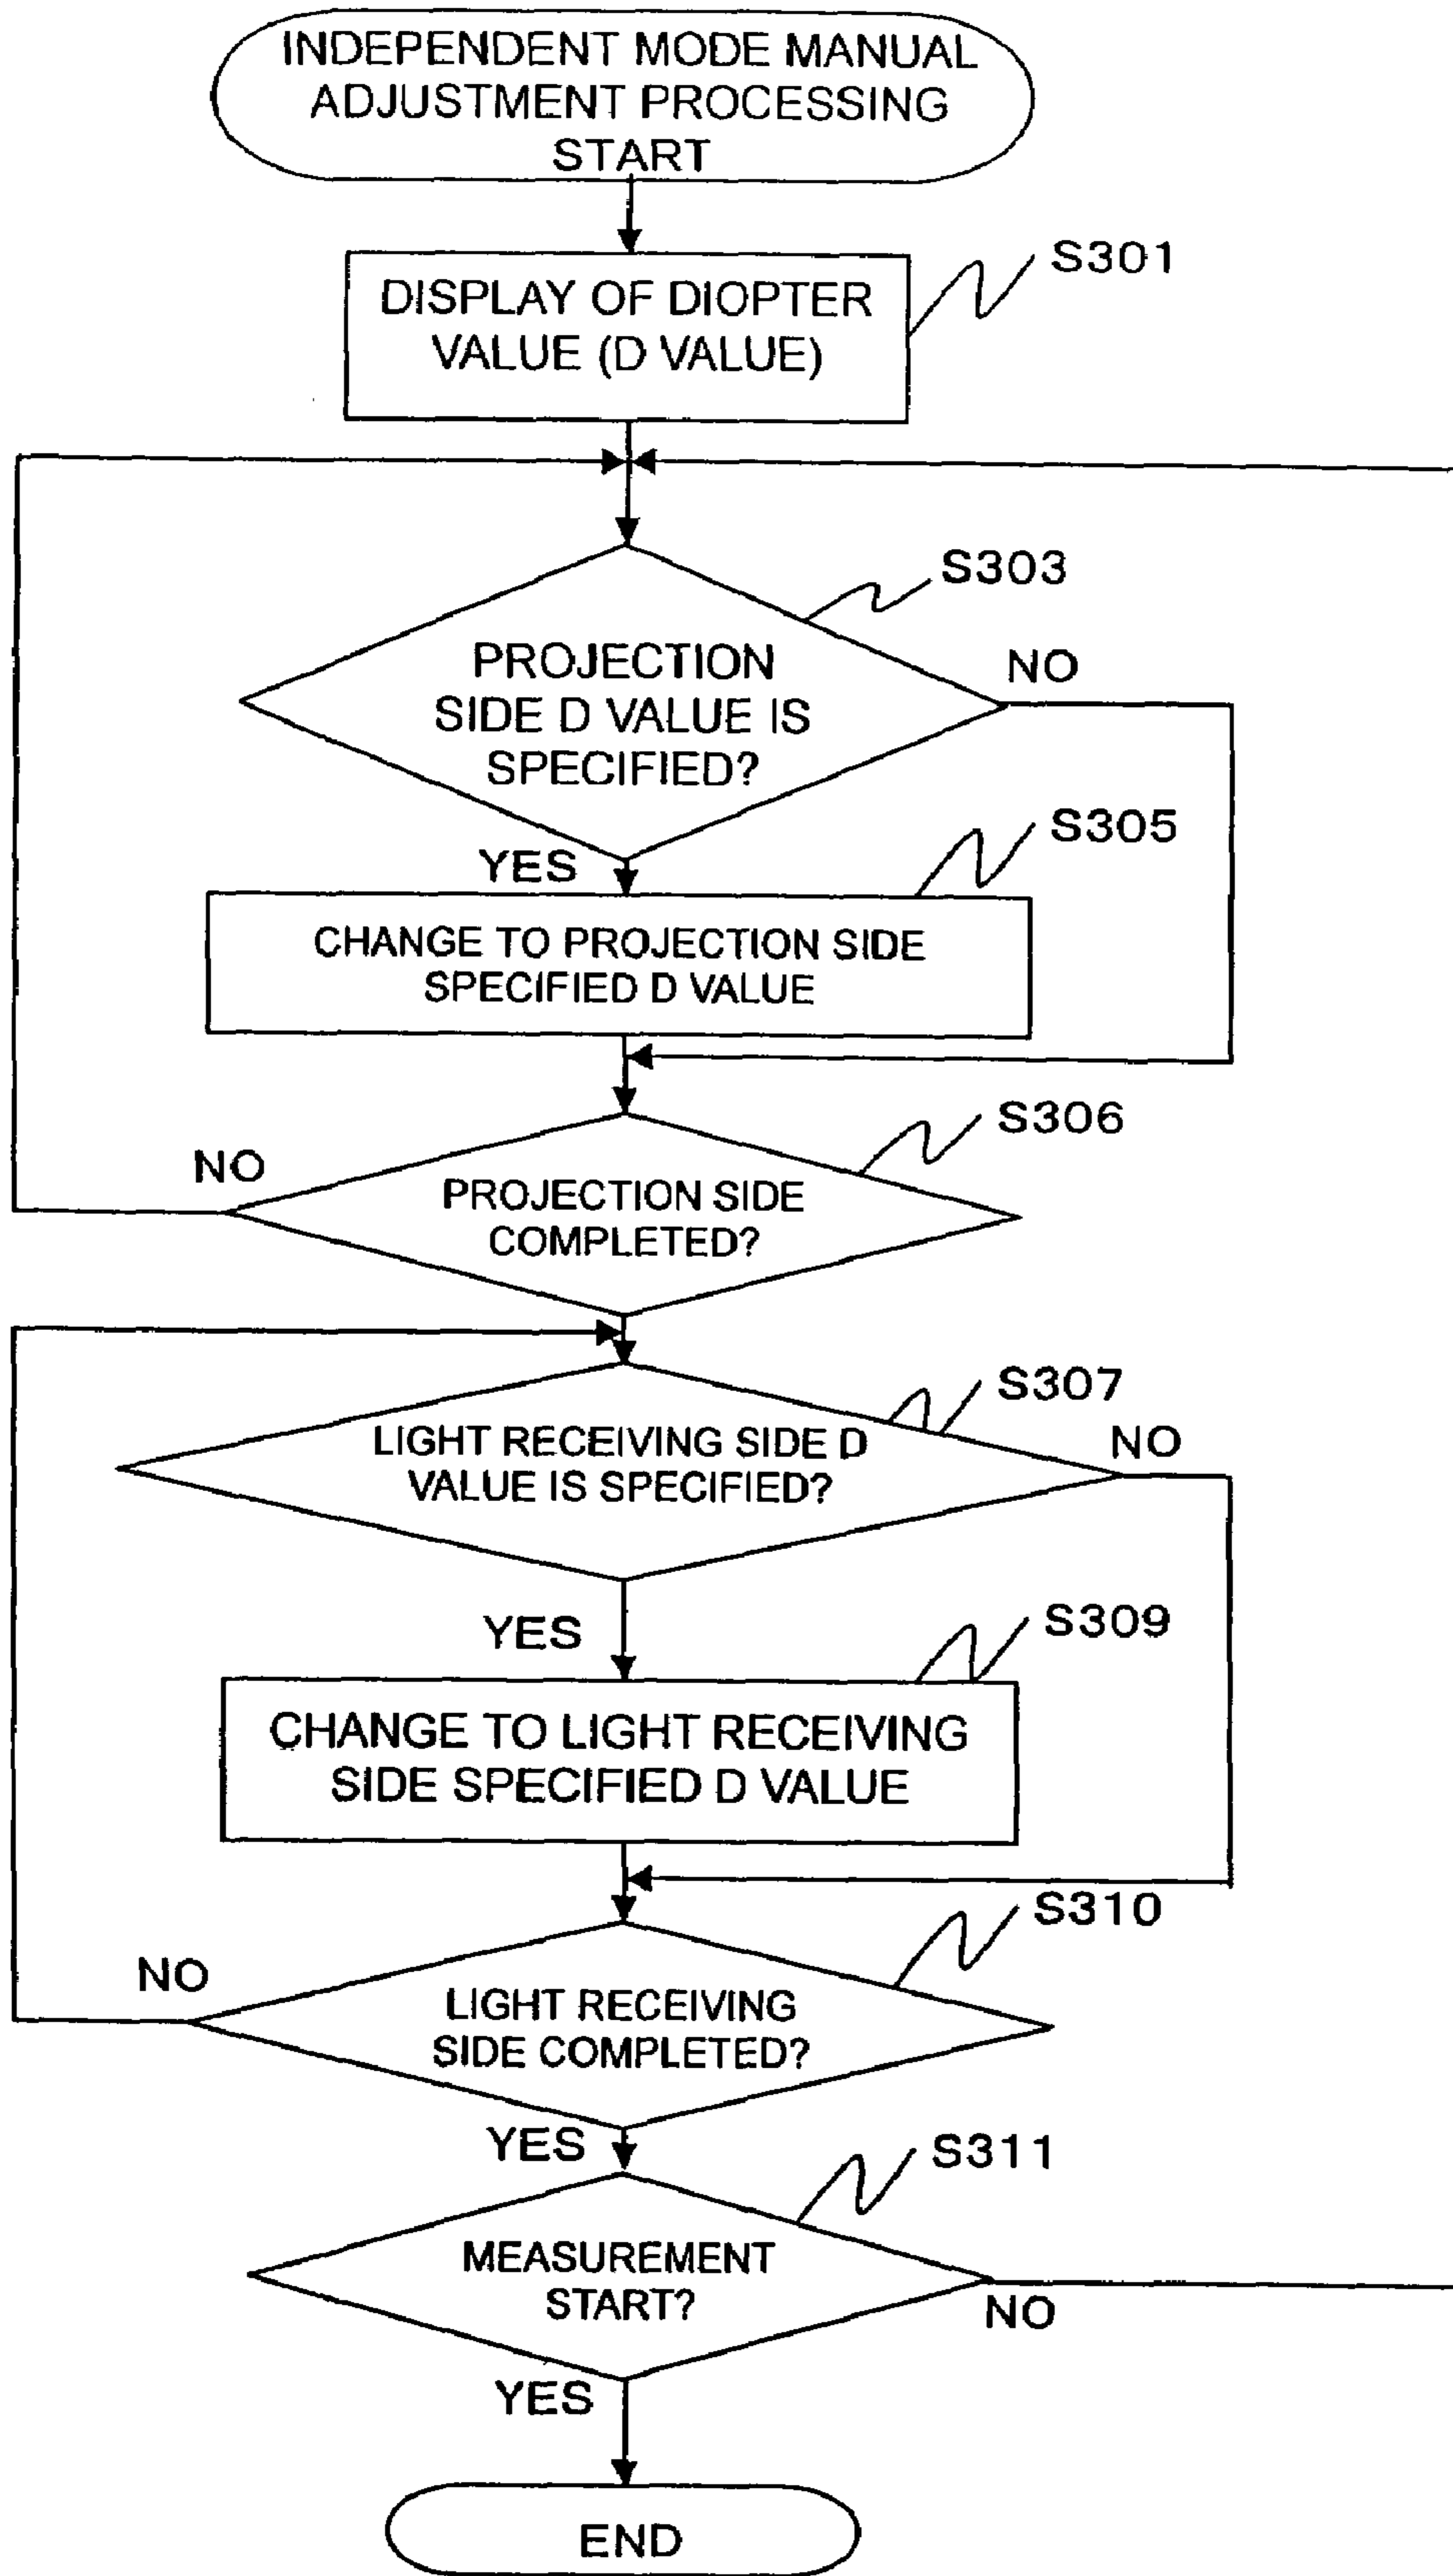 INDEPENDENT MODE MANUAL
ADJUSTMENT PROCESSING
START
S301
DISPLAY OF DIOPTER
VALUE (D VALUE)
S303
PROJECTION
SIDE D VALUE IS
SPECIFIED?
NO
YES
S305
CHANGE TO PROJECTION SIDE
SPECIFIED D VALUE
S306
NO
PROJECTION SIDE
COMPLETED?
S307
LIGHT RECEIVING SIDE D
VALUE IS SPECIFIED?
NO
YES
S309
CHANGE TO LIGHT RECEIVING
SIDE SPECIFIED D VALUE
S310
NO
LIGHT RECEIVING
SIDE COMPLETED?
YES
S311
MEASUREMENT
START?
NO
YES
END